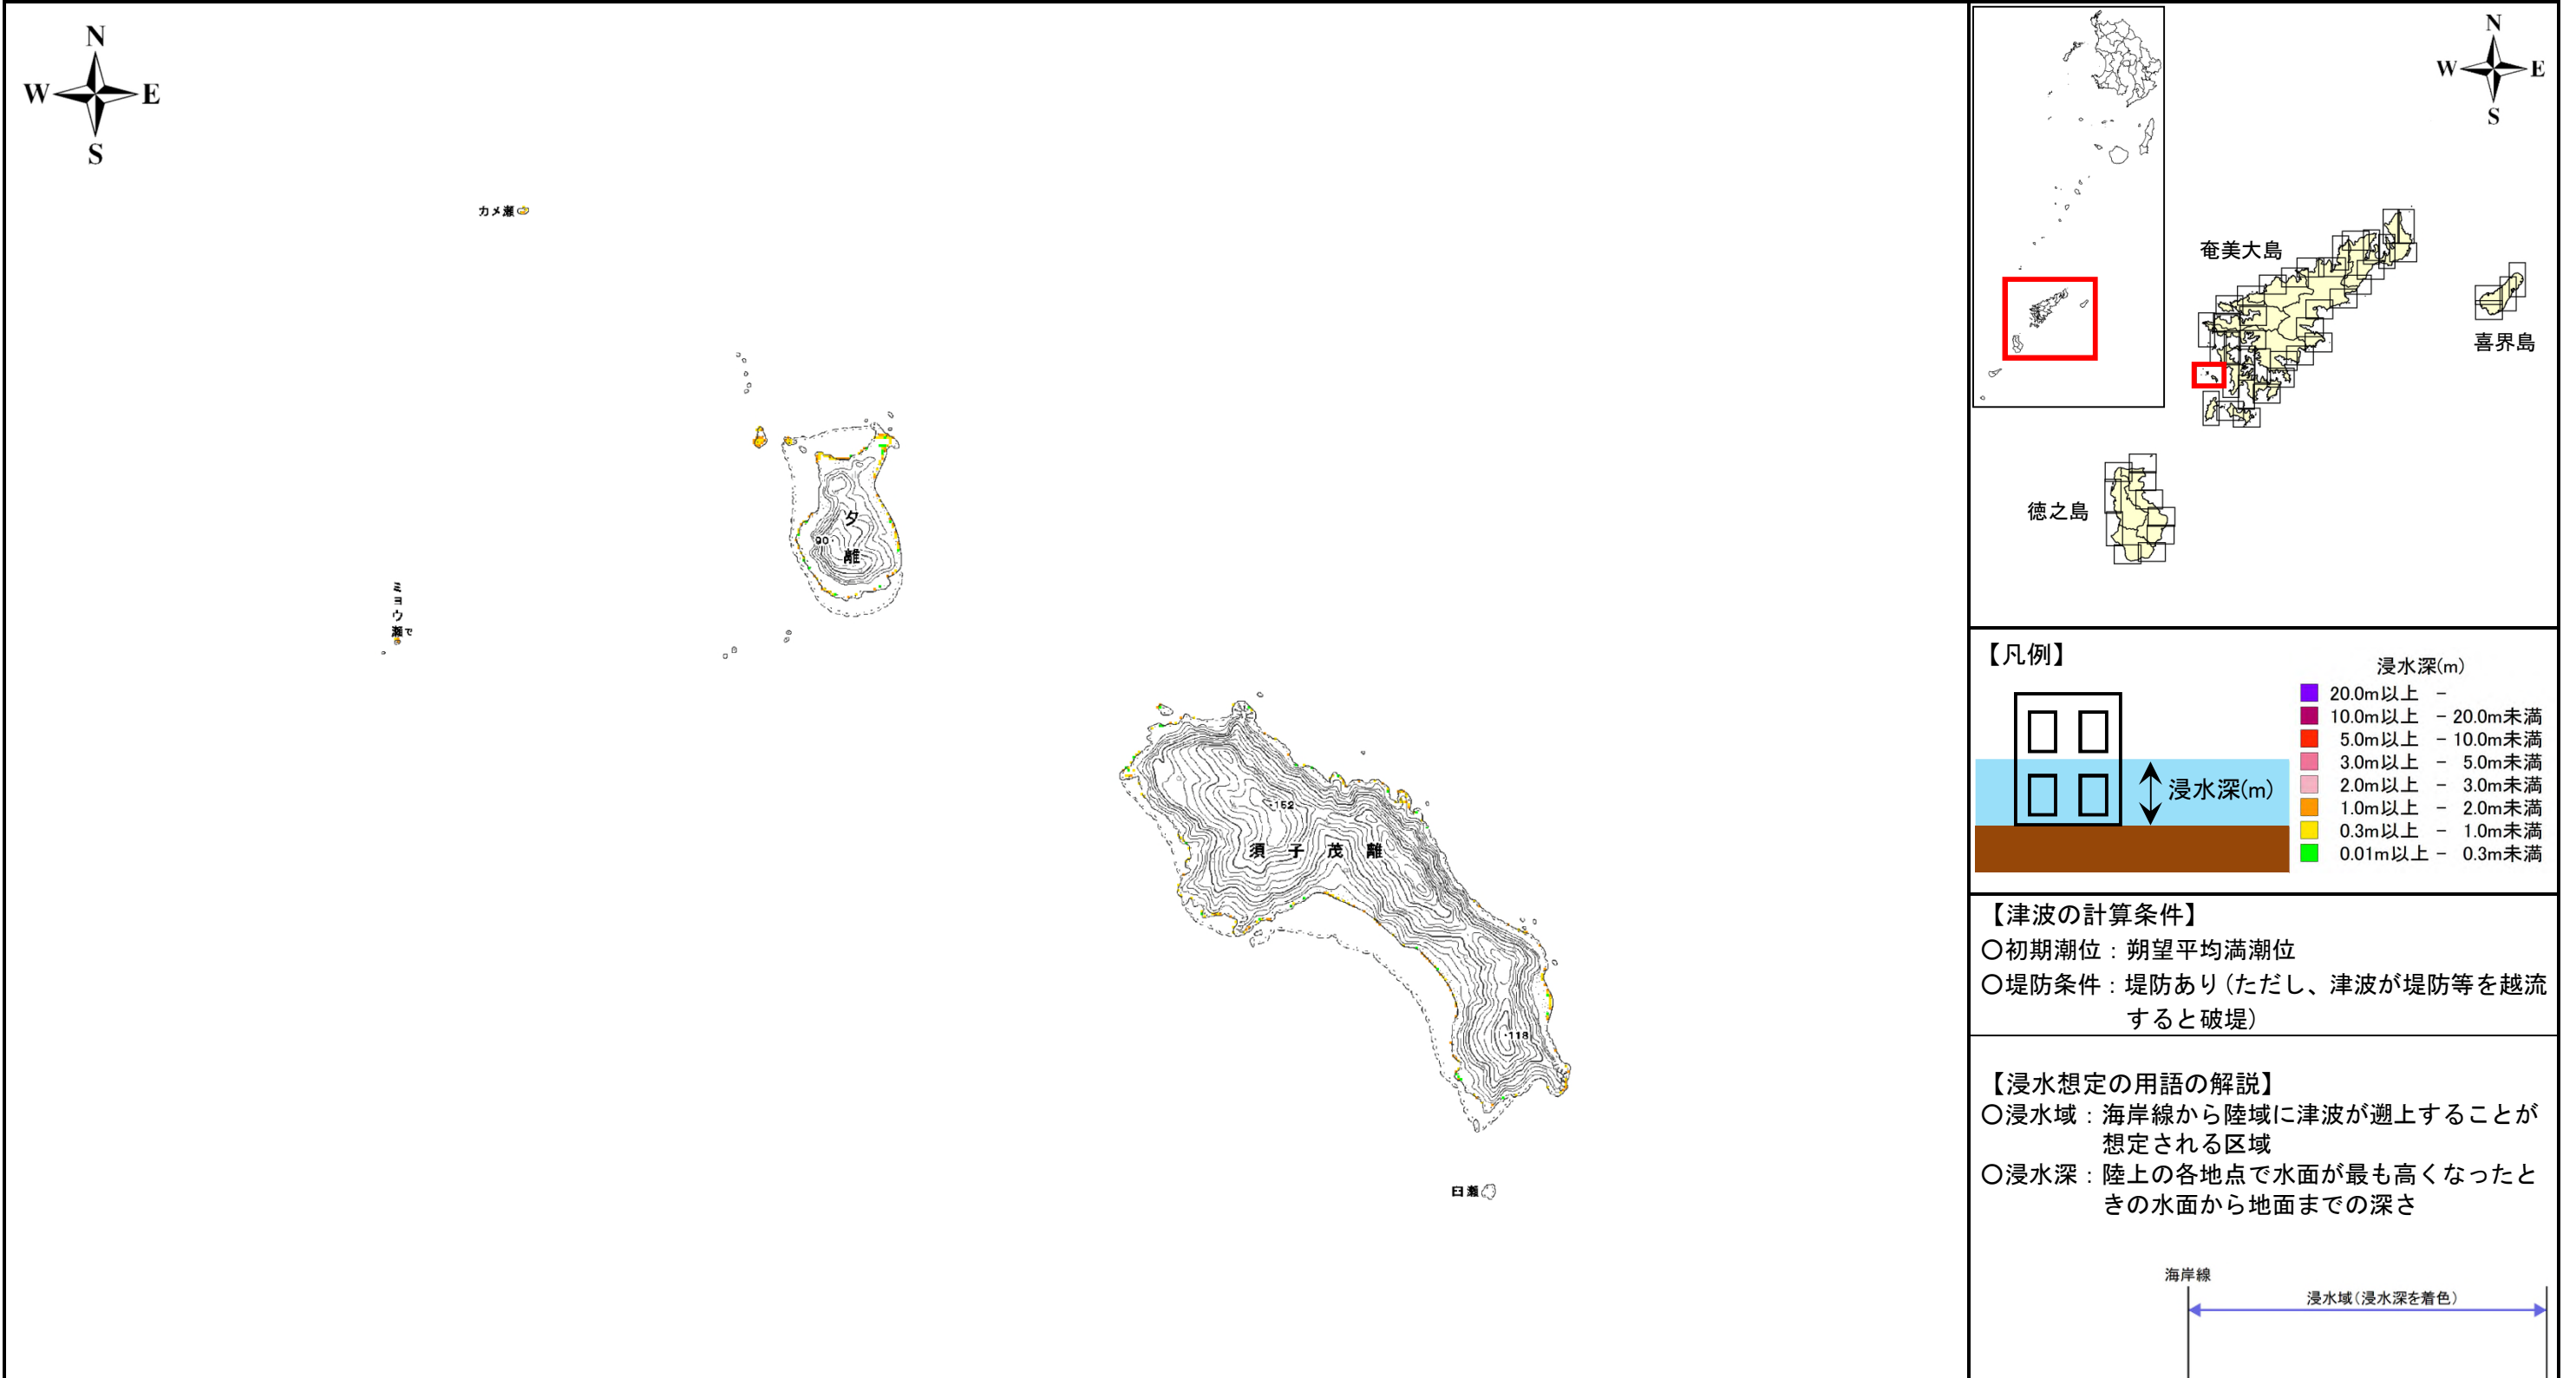 N
W E
S
カメ瀬
タ
離
90
ミョウ瀬
で
152
須子茂離
118
臼瀬
N
W E
S
奄美大島
喜界島
徳之島
【凡例】
浸水深(m)
浸水深(m)
20.0m以上 －
10.0m以上 － 20.0m未満
5.0m以上 － 10.0m未満
3.0m以上 － 5.0m未満
2.0m以上 － 3.0m未満
1.0m以上 － 2.0m未満
0.3m以上 － 1.0m未満
0.01m以上 － 0.3m未満
【津波の計算条件】
○初期潮位：朔望平均満潮位
○堤防条件：堤防あり(ただし、津波が堤防等を越流
すると破堤)
【浸水想定の用語の解説】
○浸水域：海岸線から陸域に津波が遡上することが
想定される区域
○浸水深：陸上の各地点で水面が最も高くなったと
きの水面から地面までの深さ
海岸線
浸水域(浸水深を着色)